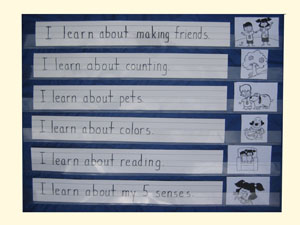 I learn about making friends.
I learn about counting.
I learn about pets.
I learn about colors.
I learn about reading.
I learn about my 5 senses.